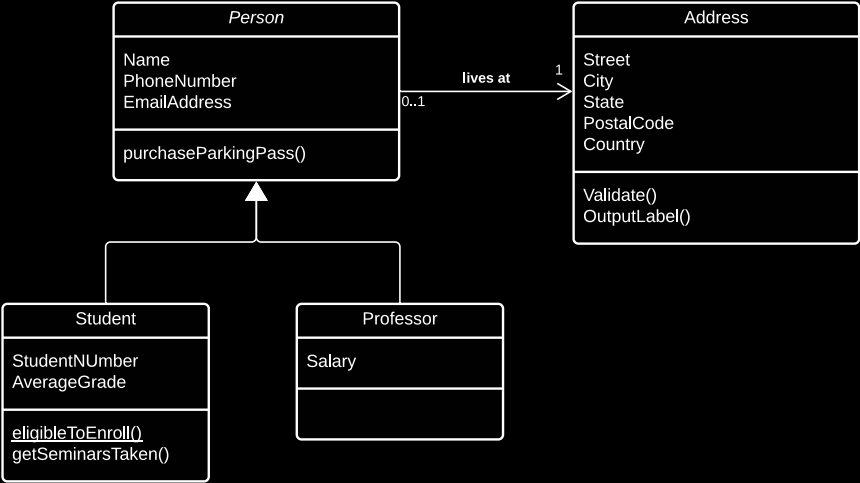 Person
Name
PhoneNumber
EmailAddress
purchaseParkingPass()
lives at
0..1
1
Address
Street
City
State
PostalCode
Country
Validate()
OutputLabel()
Student
StudentNUmber
AverageGrade
eligibleToEnroll()
getSeminarsTaken()
Professor
Salary